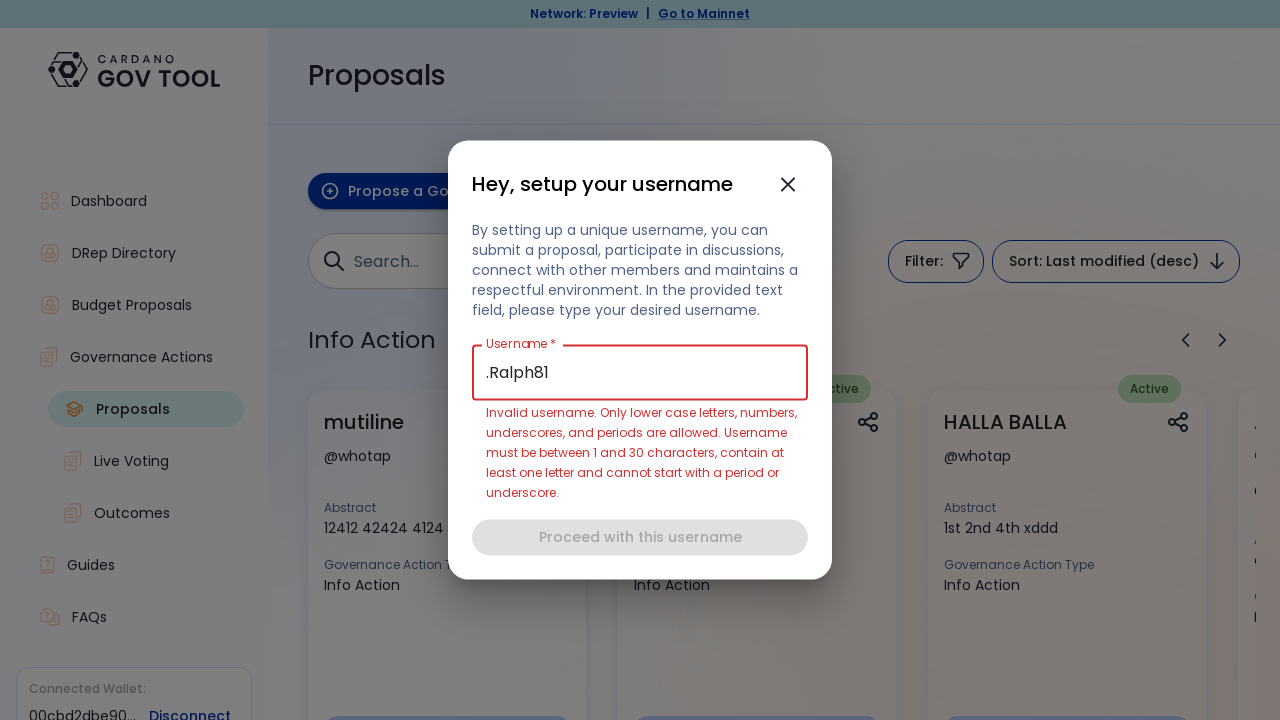 Network: Preview | Go to Mainnet
CARDANO
GOV TOOL
Dashboard
DRep Directory
Budget Proposals
Governance Actions
Proposals
Live Voting
Outcomes
Guides
FAQs
Connected Wallet:
00cbd2dbe90... Disconnect
Proposals
Propose a Go
Search...
Filter:
Sort: Last modified (desc)
Info Action
mutiline
@whotap
Abstract
12412 42424 4124
Governance Action T
Info Action
Info Action
Active
HALLA BALLA
@whotap
Abstract
1st 2nd 4th xddd
Governance Action Type
Info Action
Hey, setup your username
By setting up a unique username, you can
submit a proposal, participate in discussions,
connect with other members and maintains a
respectful environment. In the provided text
field, please type your desired username.
Username *
.Ralph81
Invalid username. Only lower case letters, numbers,
underscores, and periods are allowed. Username
must be between 1 and 30 characters, contain at
least one letter and cannot start with a period or
underscore.
Proceed with this username